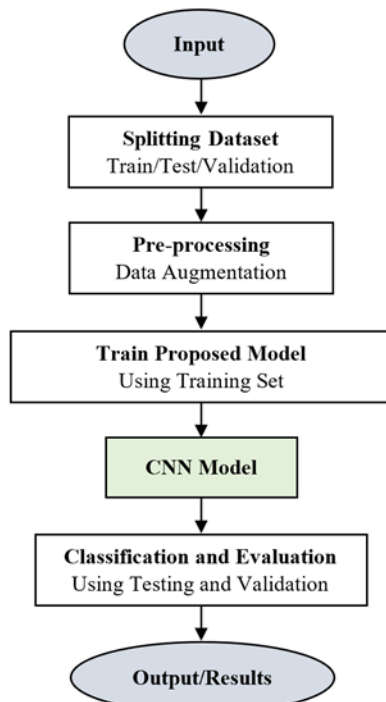 Input
Splitting Dataset
Train/Test/Validation
Pre-processing
Data Augmentation
Train Proposed Model
Using Training Set
CNN Model
Classification and Evaluation
Using Testing and Validation
Output/Results